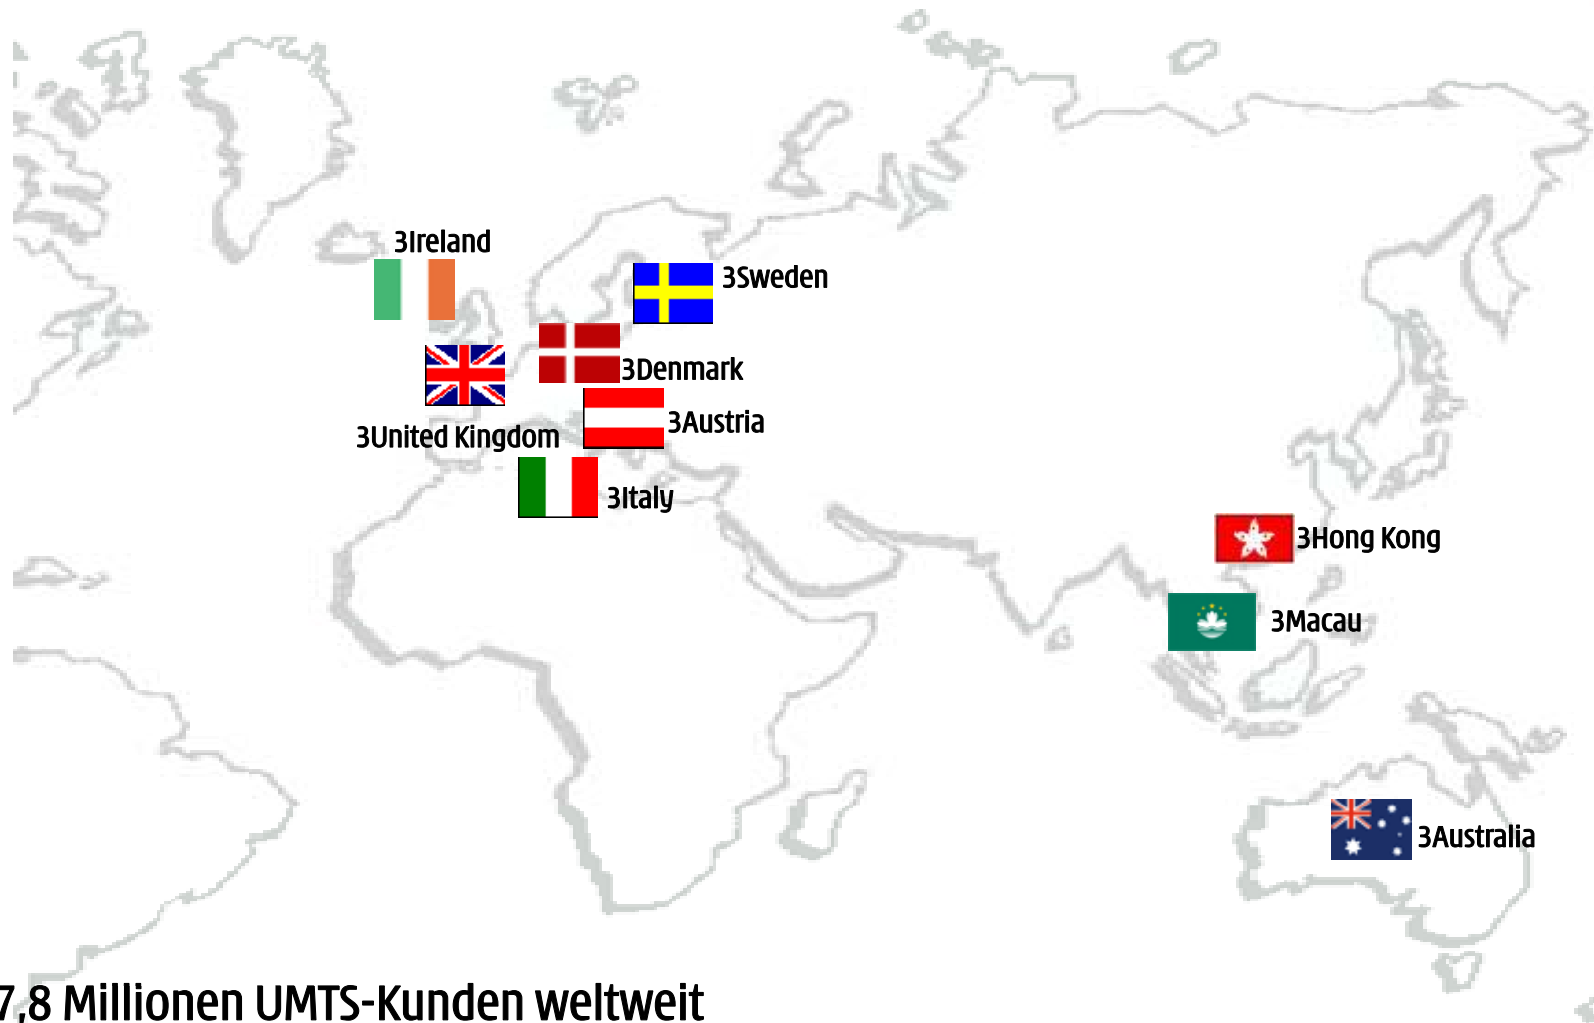 3Ireland
3Sweden
3Denmark
3Austria
3United Kingdom
3Italy
3Hong Kong
3Macau
3Australia
7,8 Millionen UMTS-Kunden weltweit